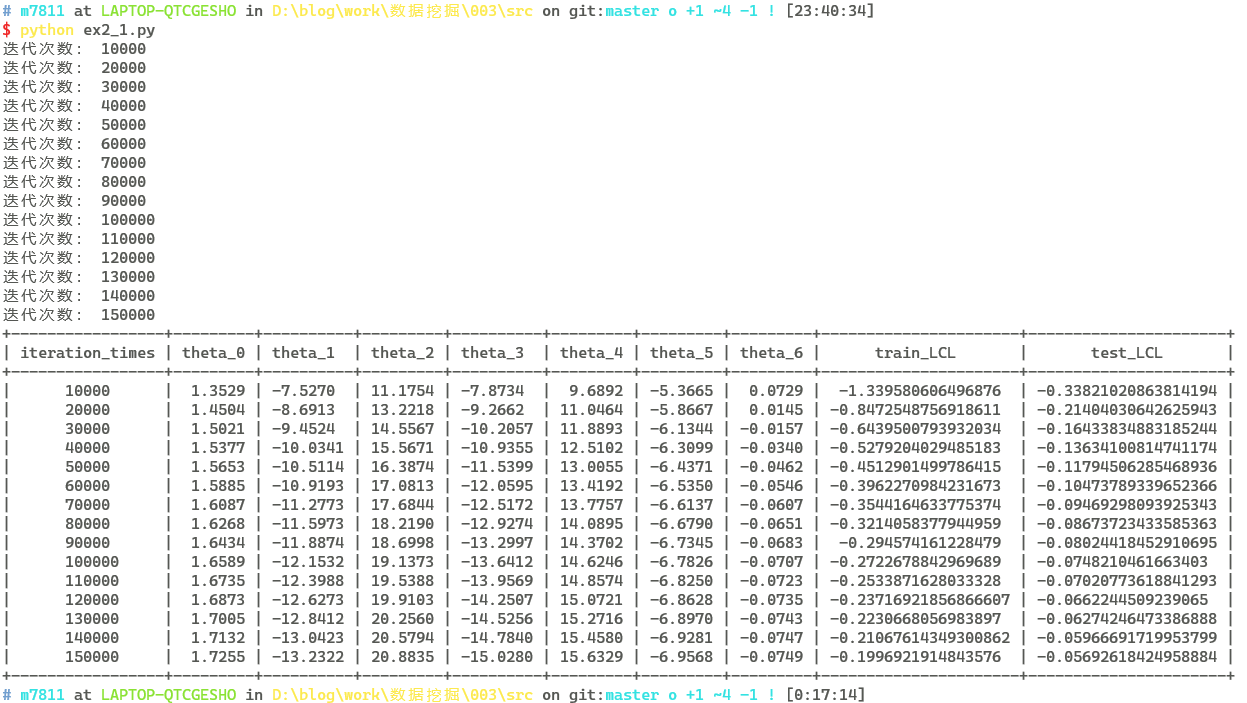 # m7811 at LAPTOP-QTCGESHO in D:\blog\work\数据挖掘\003\src on git:master o +1 ~4 -1 ! [23:40:34]
$ python ex2_1.py
迭代次数: 10000
迭代次数: 20000
迭代次数: 30000
迭代次数: 40000
迭代次数: 50000
迭代次数: 60000
迭代次数: 70000
迭代次数: 80000
迭代次数: 90000
迭代次数: 100000
迭代次数: 110000
迭代次数: 120000
迭代次数: 130000
迭代次数: 140000
迭代次数: 150000
+-----------------+---------+----------+---------+----------+---------+---------+---------+----------------------+----------------------+
| iteration_times | theta_0 | theta_1 | theta_2 | theta_3 | theta_4 | theta_5 | theta_6 | train_LCL | test_LCL |
+-----------------+---------+----------+---------+----------+---------+---------+---------+----------------------+----------------------+
| 10000 | 1.3529 | -7.5270 | 11.1754 | -7.8734 | 9.6892 | -5.3665 | 0.0729 | -1.339580606496876 | -0.33821020863814194 |
| 20000 | 1.4504 | -8.6913 | 13.2218 | -9.2662 | 11.0464 | -5.8667 | 0.0145 | -0.8472548756918611 | -0.21404030642625943 |
| 30000 | 1.5021 | -9.4524 | 14.5567 | -10.2057 | 11.8893 | -6.1344 | -0.0157 | -0.6439500793932034 | -0.16433834883185244 |
| 40000 | 1.5377 | -10.0341 | 15.5671 | -10.9355 | 12.5102 | -6.3099 | -0.0340 | -0.5279204029485183 | -0.13634100814741174 |
| 50000 | 1.5653 | -10.5114 | 16.3874 | -11.5399 | 13.0055 | -6.4371 | -0.0462 | -0.4512901499786415 | -0.11794506285468936 |
| 60000 | 1.5885 | -10.9193 | 17.0813 | -12.0595 | 13.4192 | -6.5350 | -0.0546 | -0.39622709842316​73 | -0.10473789339652366 |
| 70000 | 1.6087 | -11.2773 | 17.6844 | -12.5172 | 13.7757 | -6.6137 | -0.0607 | -0.3544164633775374 | -0.09469298093925343 |
| 80000 | 1.6268 | -11.5973 | 18.2190 | -12.9274 | 14.0895 | -6.6790 | -0.0651 | -0.32140583777944959 | -0.08673723433585363 |
| 90000 | 1.6434 | -11.8874 | 18.6998 | -13.2997 | 14.3702 | -6.7345 | -0.0683 | -0.294574161228479 | -0.08024418452910695 |
| 100000 | 1.6589 | -12.1532 | 19.1373 | -13.6412 | 14.6246 | -6.7826 | -0.0707 | -0.2722678842969689 | -0.0748210461663403 |
| 110000 | 1.6735 | -12.3988 | 19.5388 | -13.9569 | 14.8574 | -6.8250 | -0.0723 | -0.2533871628033328 | -0.07020773618841293 |
| 120000 | 1.6873 | -12.6273 | 19.9103 | -14.2507 | 15.0721 | -6.8628 | -0.0735 | -0.23716921856866607 | -0.0662244509239065 |
| 130000 | 1.7005 | -12.8412 | 20.2560 | -14.5256 | 15.2716 | -6.8970 | -0.0743 | -0.2230668056983897 | -0.06274246473386888 |
| 140000 | 1.7132 | -13.0423 | 20.5794 | -14.7840 | 15.4580 | -6.9281 | -0.0747 | -0.21067614349300862 | -0.05966691719953799 |
| 150000 | 1.7255 | -13.2322 | 20.8835 | -15.0280 | 15.6329 | -6.9568 | -0.0749 | -0.1996921914843576 | -0.05692618424958884 |
+-----------------+---------+----------+---------+----------+---------+---------+---------+----------------------+----------------------+
# m7811 at LAPTOP-QTCGESHO in D:\blog\work\数据挖掘\003\src on git:master o +1 ~4 -1 ! [0:17:14]